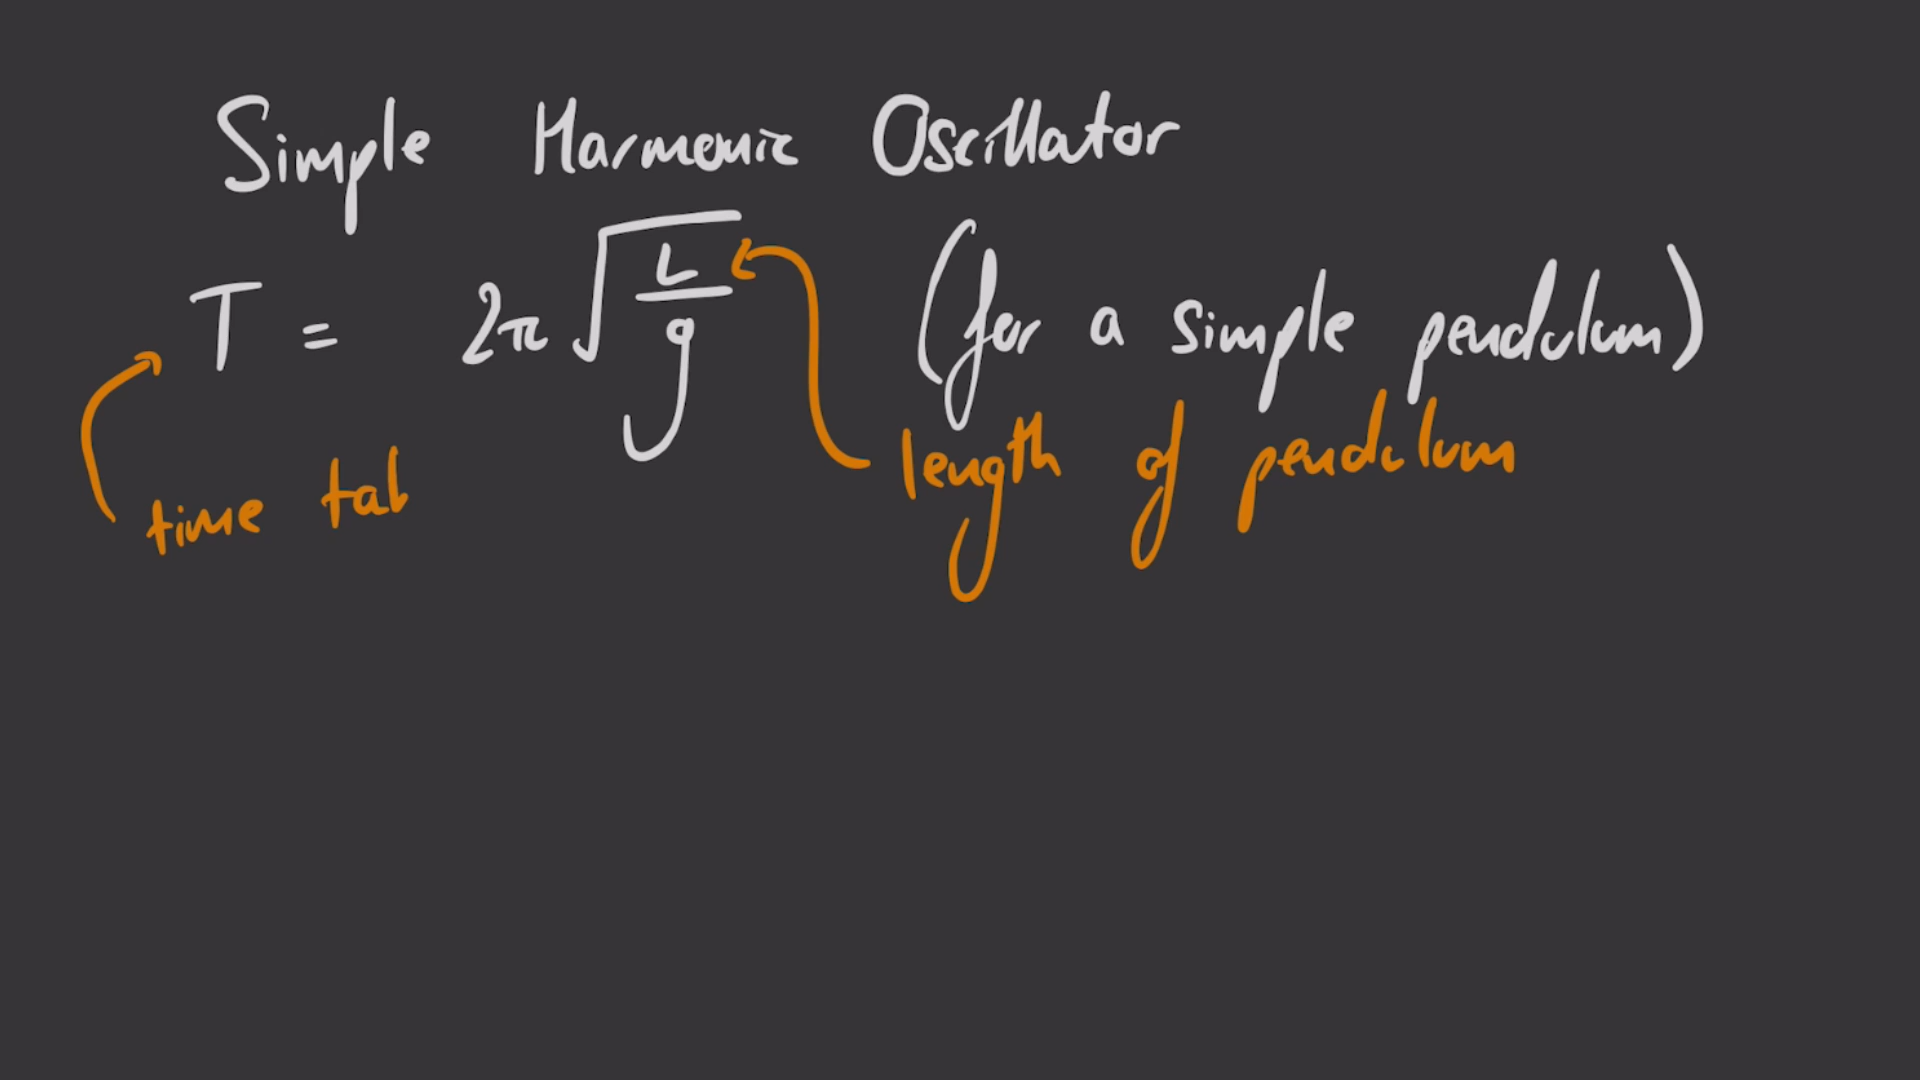 Simple Harmonic Oscillator
T = 2π√(L/g) (for a simple pendulum)
length of pendulum
time tak